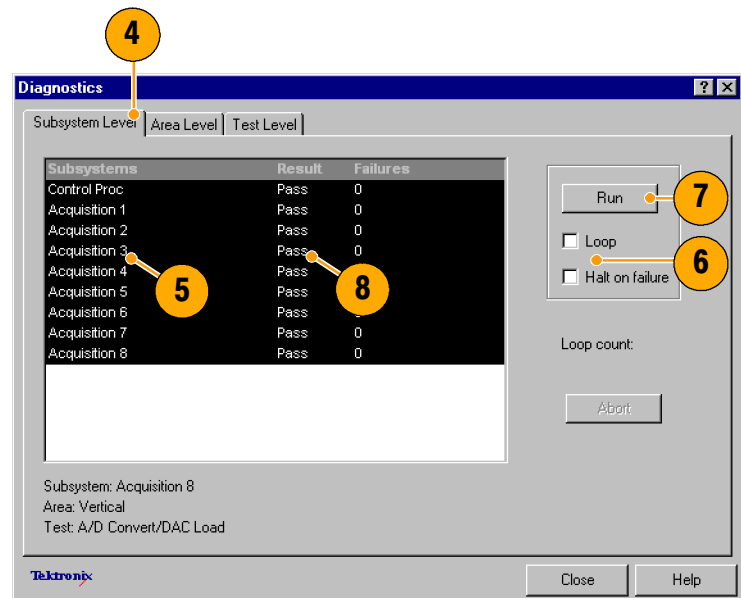 4
Diagnostics
Subsystem Level Area Level Test Level
Subsystems Result Failures
Control Proc Pass 0
Acquisition 1 Pass 0
Acquisition 2 Pass 0
Acquisition 3 Pass 0
Acquisition 4 Pass
Acquisition 5 Pass
Acquisition 6 Pass
Acquisition 7 Pass 0
Acquisition 8 Pass 0
5
8
Run
7
Loop
6
Halt on failure
Loop count:
Abort
Subsystem: Acquisition 8
Area: Vertical
Test: A/D Convert/DAC Load
Tektronix
Close Help